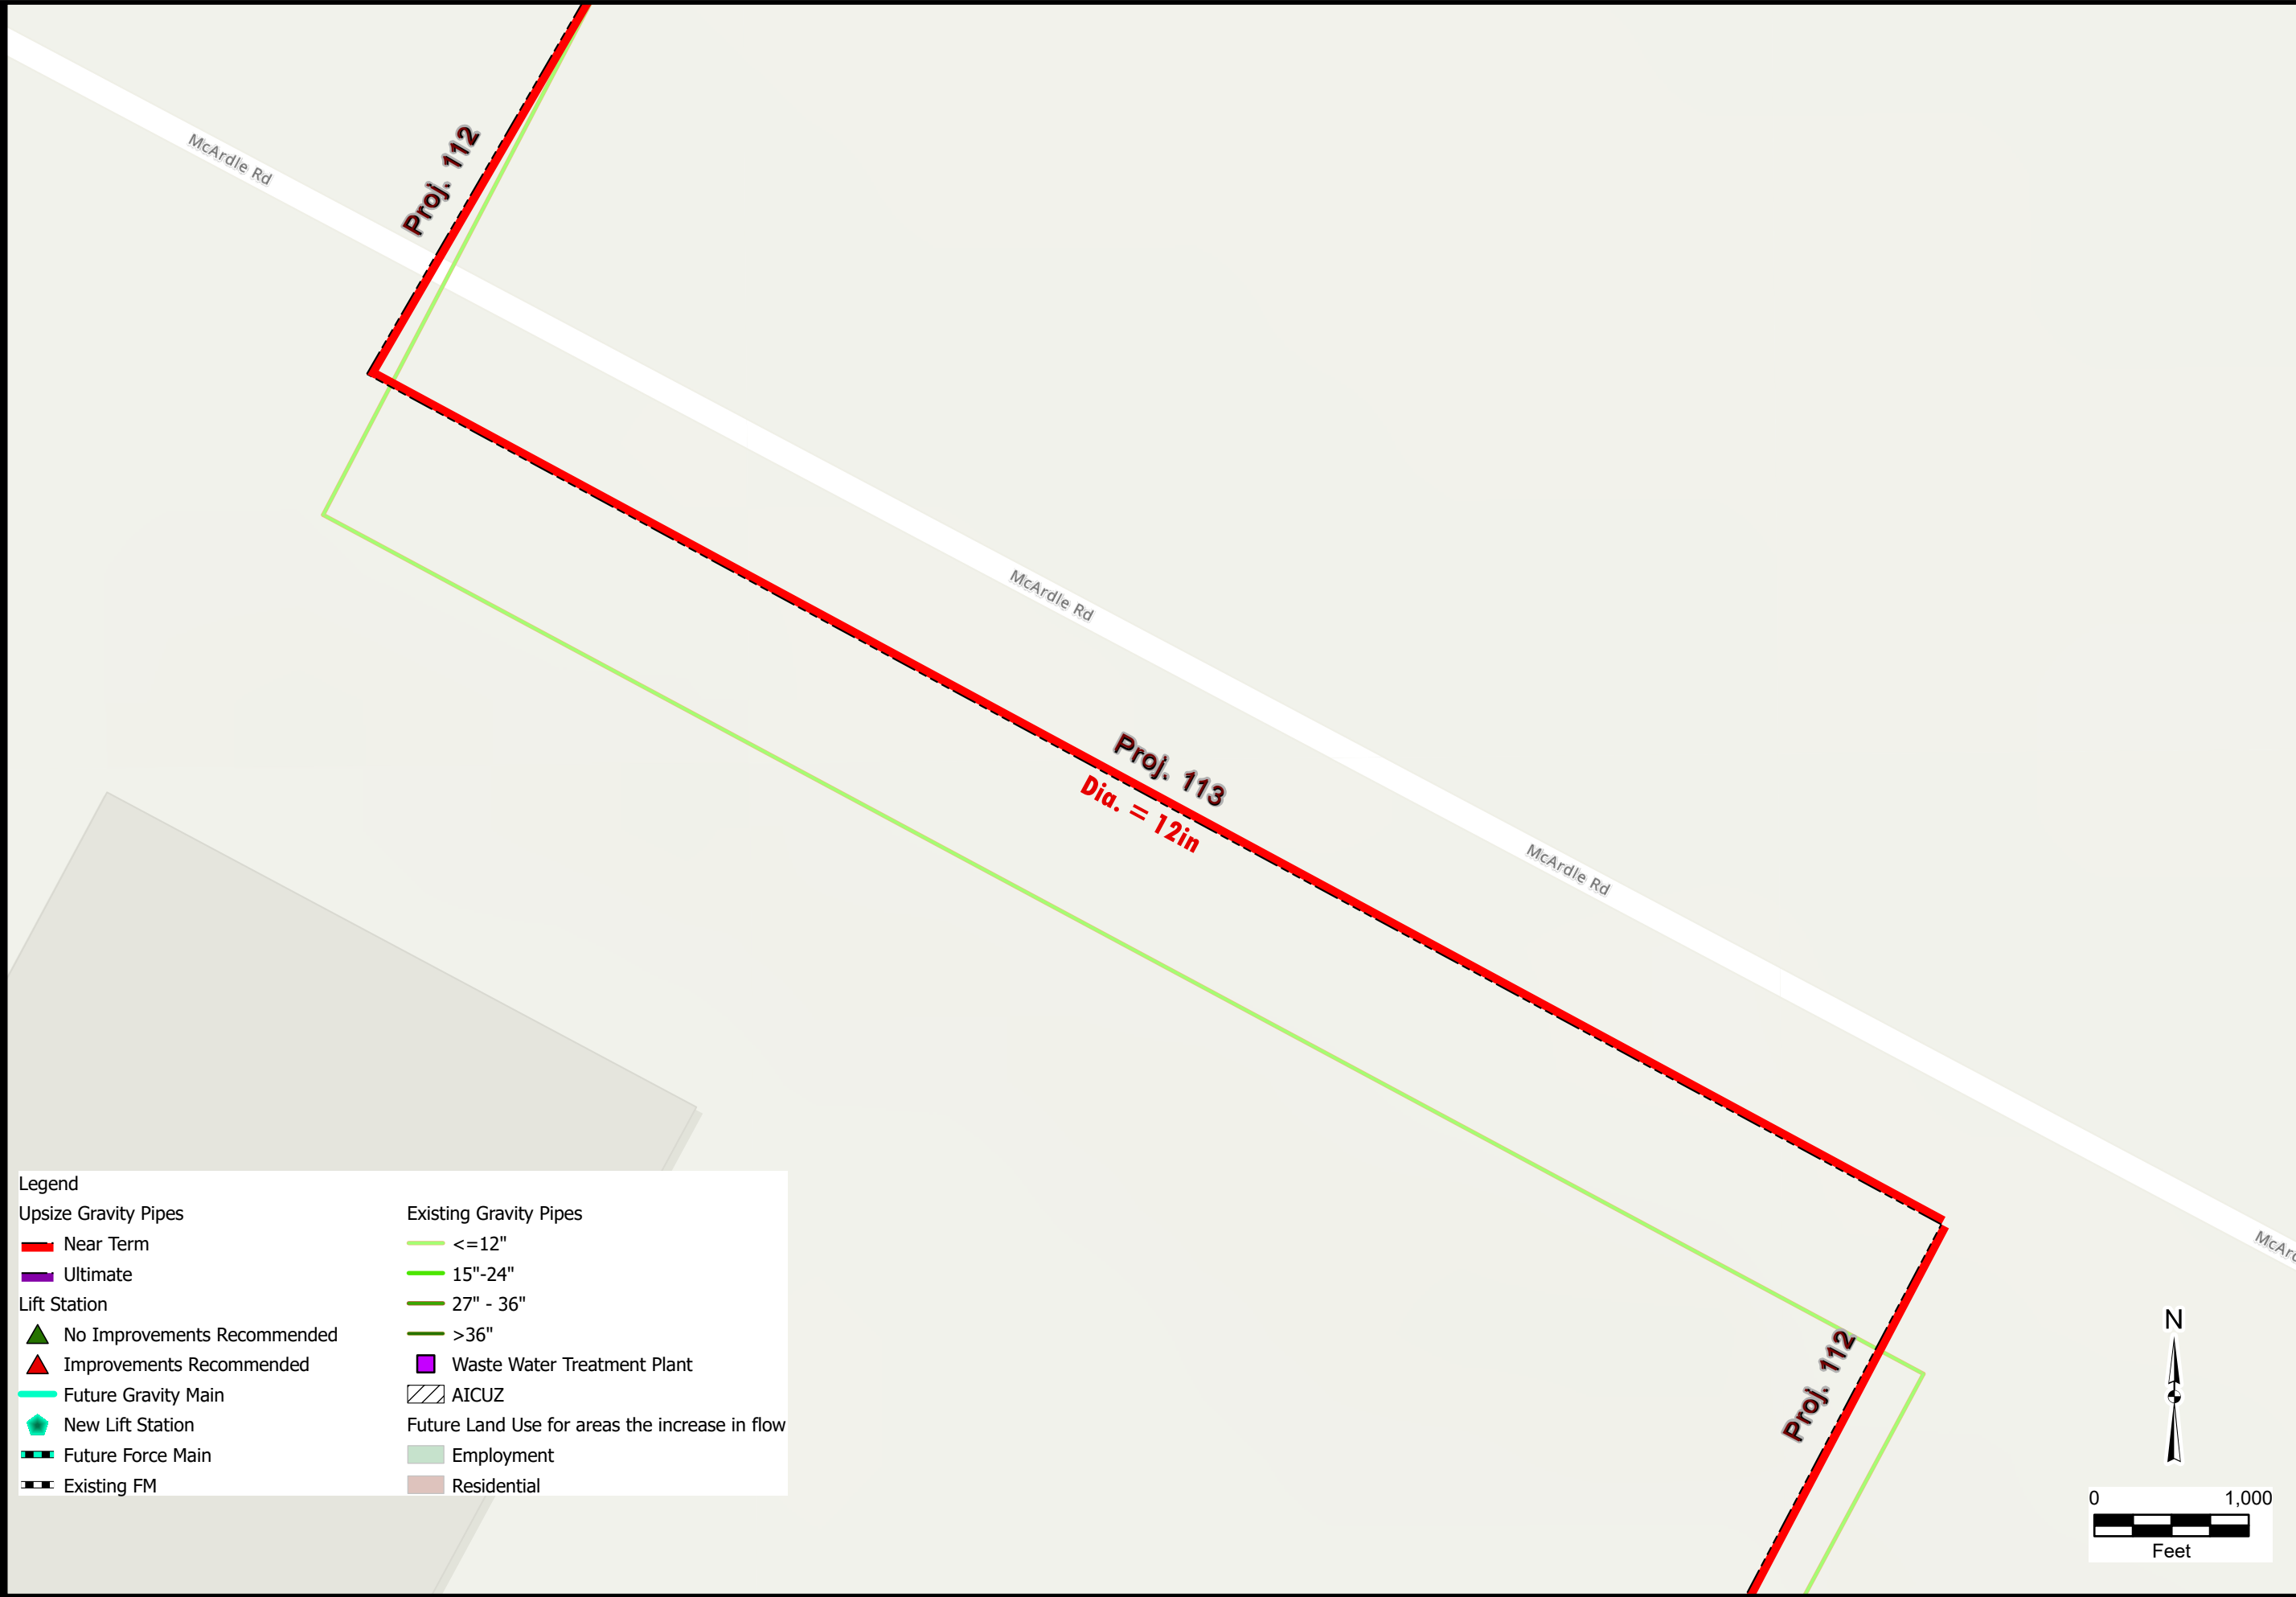 Proj. 112
McArdle Rd
McArdle Rd
Proj. 113
Dia. = 12in
McArdle Rd
McArd
Proj. 112
Legend
Upsize Gravity Pipes
Near Term
Ultimate
Lift Station
No Improvements Recommended
Improvements Recommended
Future Gravity Main
New Lift Station
Future Force Main
Existing FM
Existing Gravity Pipes
<=12"
15"-24"
27" - 36"
>36"
Waste Water Treatment Plant
AICUZ
Future Land Use for areas the increase in flow
Employment
Residential
N
0 1,000
Feet